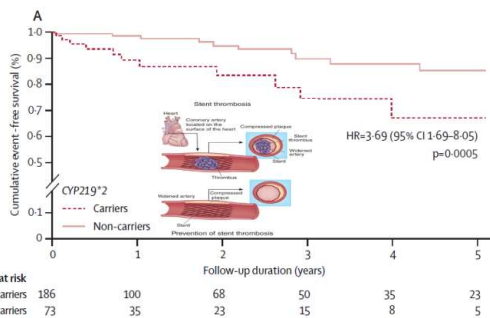 A
Cumulative event-free survival (%)
1·0
0·9
0·8
0·7
0·6
0·5
0·1
0
Stent thrombosis
Heart
Coronary artery
located on the
surface of the heart
Compressed plaque
Stent
thrombus
Widened
artery
Stent
Thrombus
Widened artery
Compressed
plaque
Stent
Prevention of stent thrombosis
HR=3·69 (95% CI 1·69–8·05)
p=0·0005
CYP219*2
Carriers
Non-carriers
0 1 2 3 4 5
Follow-up duration (years)
at risk
carriers 186 100 68 50 35 23
arriers 73 35 23 15 8 5